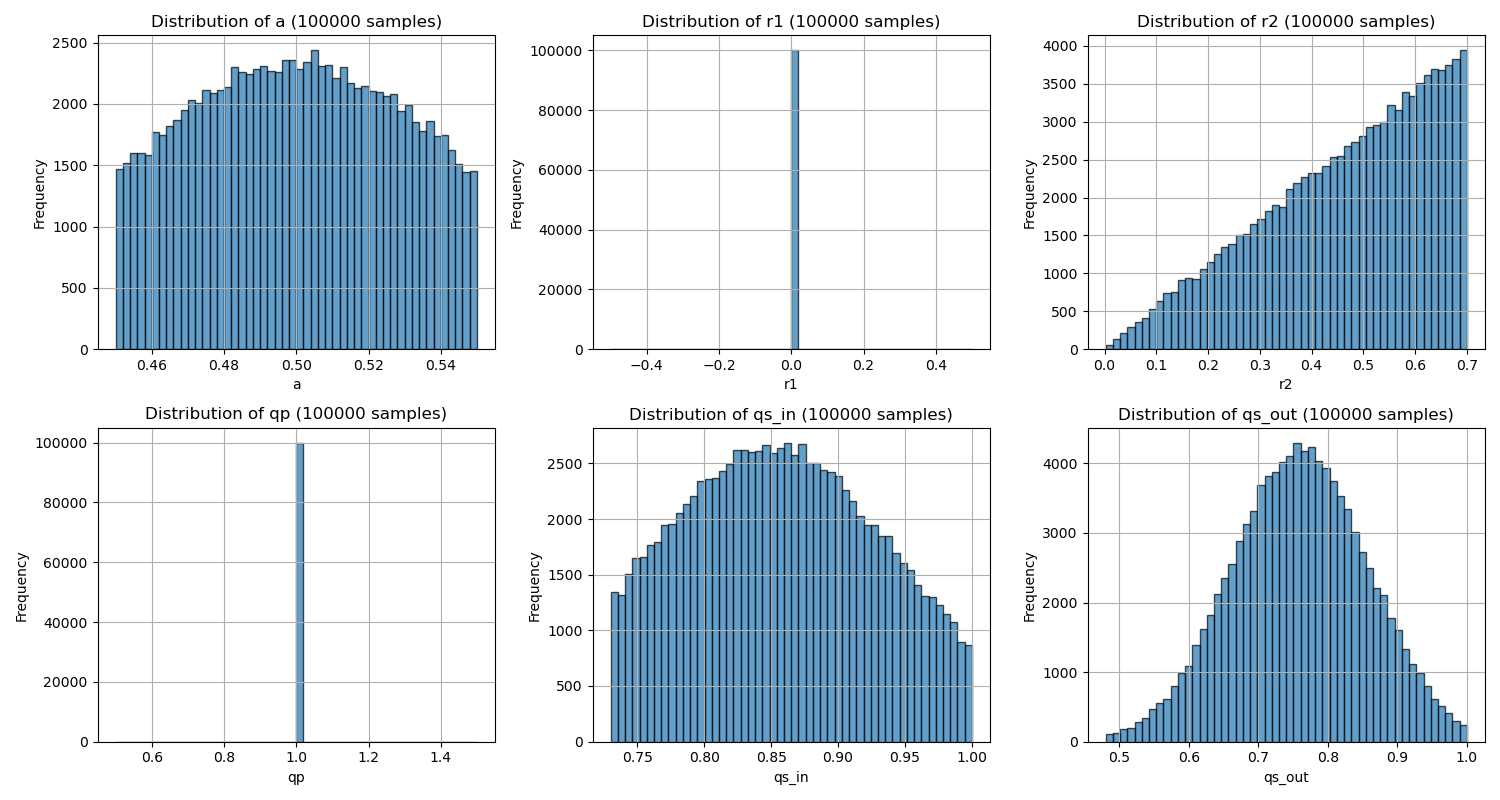 Distribution of a (100000 samples)
Frequency
2500
2000
1500
1000
500
0
0.46 0.48 0.50 0.52 0.54
a
Distribution of r1 (100000 samples)
Frequency
100000
80000
60000
40000
20000
0
−0.4 −0.2 0.0 0.2 0.4
r1
Distribution of r2 (100000 samples)
Frequency
4000
3500
3000
2500
2000
1500
1000
500
0
0.0 0.1 0.2 0.3 0.4 0.5 0.6 0.7
r2
Distribution of qp (100000 samples)
Frequency
100000
80000
60000
40000
20000
0
0.6 0.8 1.0 1.2 1.4
qp
Distribution of qs_in (100000 samples)
Frequency
2500
2000
1500
1000
500
0
0.75 0.80 0.85 0.90 0.95 1.00
qs_in
Distribution of qs_out (100000 samples)
Frequency
4000
3000
2000
1000
0
0.5 0.6 0.7 0.8 0.9 1.0
qs_out